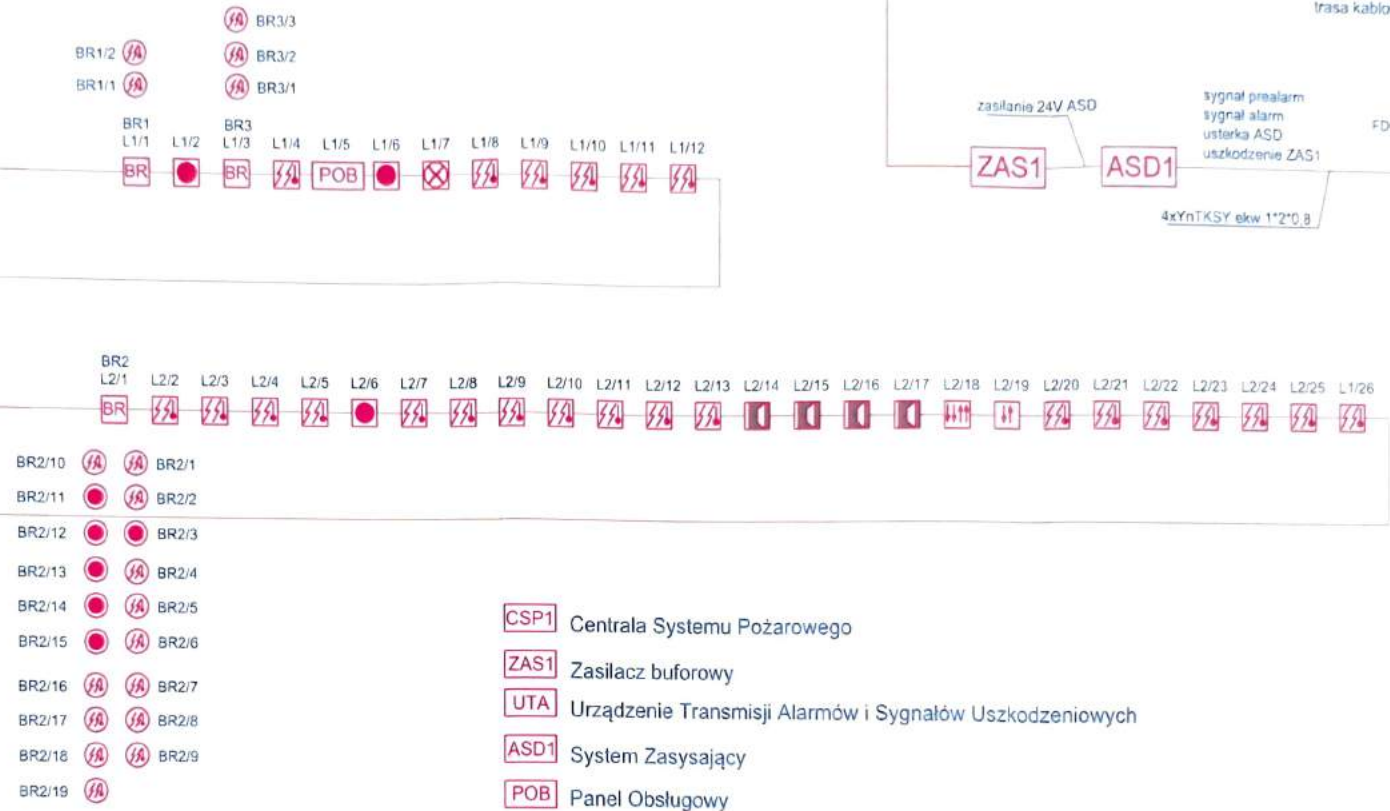 trasa kablo
BR3/3
BR1/2 BR3/2
BR1/1 BR3/1
BR1 BR3
L1/1 L1/2 L1/3 L1/4 L1/5 L1/6 L1/7 L1/8 L1/9 L1/10 L1/11 L1/12
BR BR POB
zasilanie 24V ASD
sygnał prealarm
sygnał alarm
usterka ASD
uszkodzenie ZAS1
FD
ZAS1 ASD1
4xYnTKSY ekw 1*2*0,8
BR2
L2/1 L2/2 L2/3 L2/4 L2/5 L2/6 L2/7 L2/8 L2/9 L2/10 L2/11 L2/12 L2/13 L2/14 L2/15 L2/16 L2/17 L2/18 L2/19 L2/20 L2/21 L2/22 L2/23 L2/24 L2/25 L1/26
BR
BR2/10 BR2/1
BR2/11 BR2/2
BR2/12 BR2/3
BR2/13 BR2/4
BR2/14 BR2/5
BR2/15 BR2/6
BR2/16 BR2/7
BR2/17 BR2/8
BR2/18 BR2/9
BR2/19
CSP1 Centrala Systemu Pożarowego
ZAS1 Zasilacz buforowy
UTA Urządzenie Transmisji Alarmów i Sygnałów Uszkodzeniowych
ASD1 System Zasysający
POB Panel Obsługowy